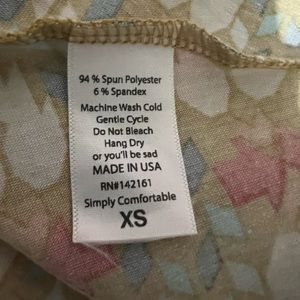 94 % Spun Polyester
6 % Spandex
Machine Wash Cold
Gentle Cycle
Do Not Bleach
Hang Dry
or you'll be sad
MADE IN USA
RN#142161
Simply Comfortable
XS